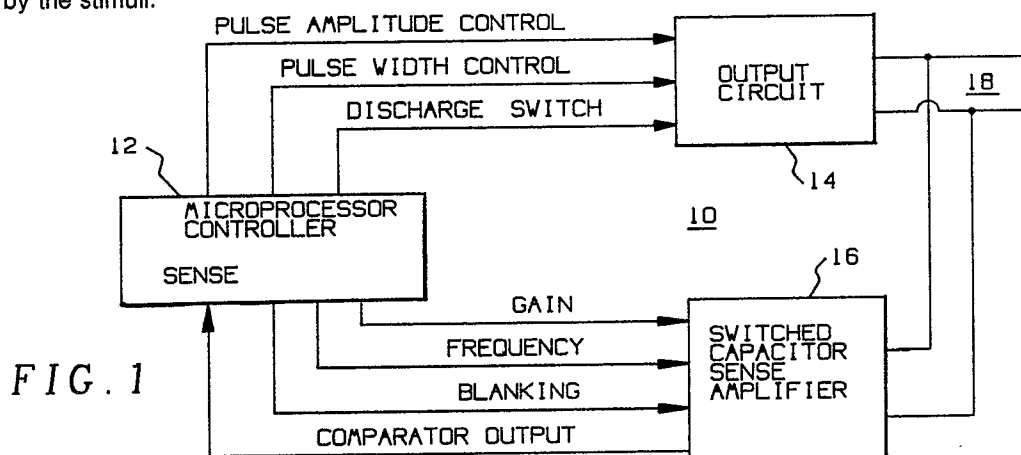 by the stimuli.
PULSE AMPLITUDE CONTROL
PULSE WIDTH CONTROL
DISCHARGE SWITCH
OUTPUT
CIRCUIT
18
12
14
MICROPROCESSOR
CONTROLLER
SENSE
10
16
GAIN
FREQUENCY
BLANKING
COMPARATOR OUTPUT
SWITCHED
CAPACITOR
SENSE
AMPLIFIER
FIG. 1